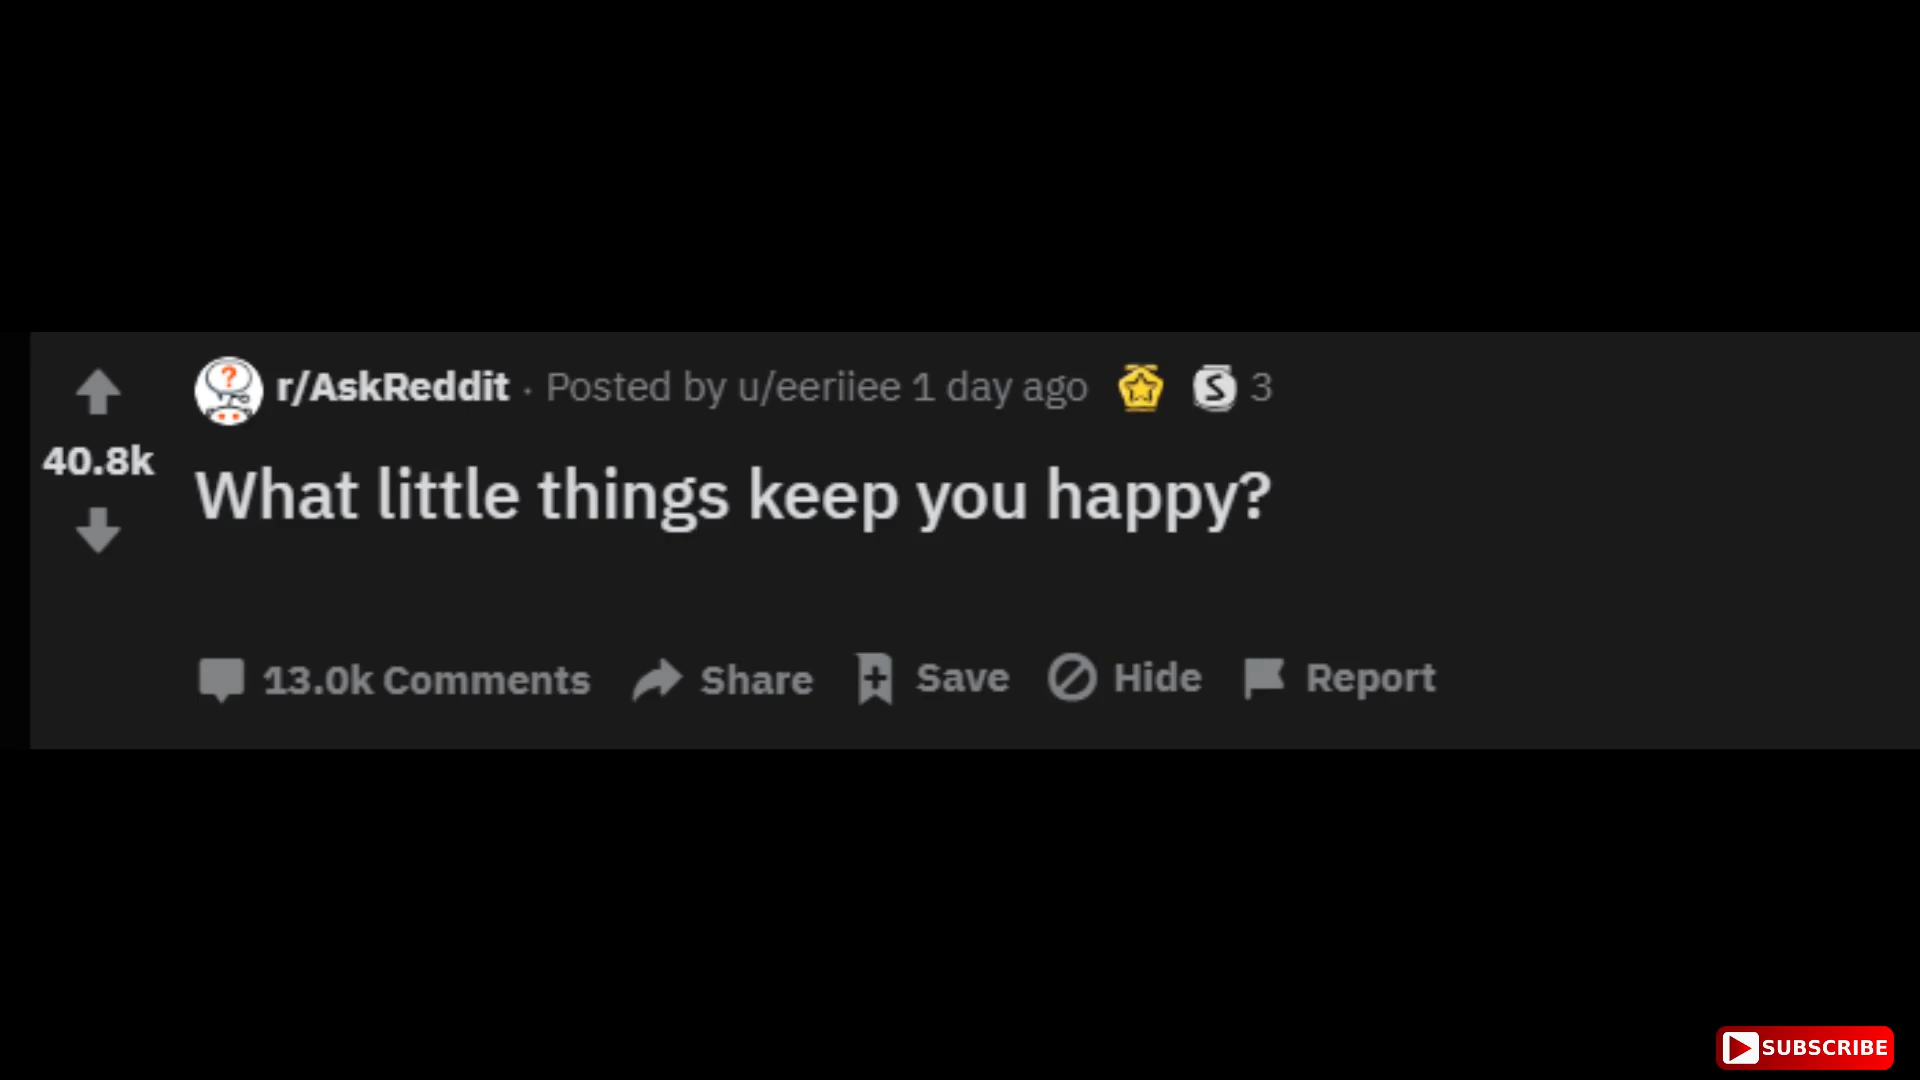 r/AskReddit · Posted by u/eeriiee 1 day ago S 3
40.8k
What little things keep you happy?
13.0k Comments Share Save Hide Report
SUBSCRIBE